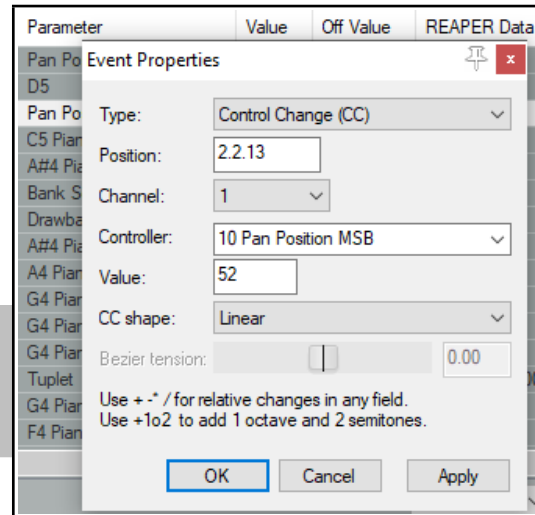 Parameter Value Off Value REAPER Data
Pan Po
Event Properties
D5
Pan Po
Type: Control Change (CC)
C5 Pian
Position: 2.2.13
A#4 Pia
Bank S
Channel: 1
Drawba
Controller: 10 Pan Position MSB
A#4 Pia
A4 Pian
Value: 52
G4 Pian
G4 Pian
CC shape: Linear
G4 Pian
Bezier tension: 0.00
Tuplet
Use + -* / for relative changes in any field.
G4 Pian
Use +1o2 to add 1 octave and 2 semitones.
F4 Pian
OK Cancel Apply